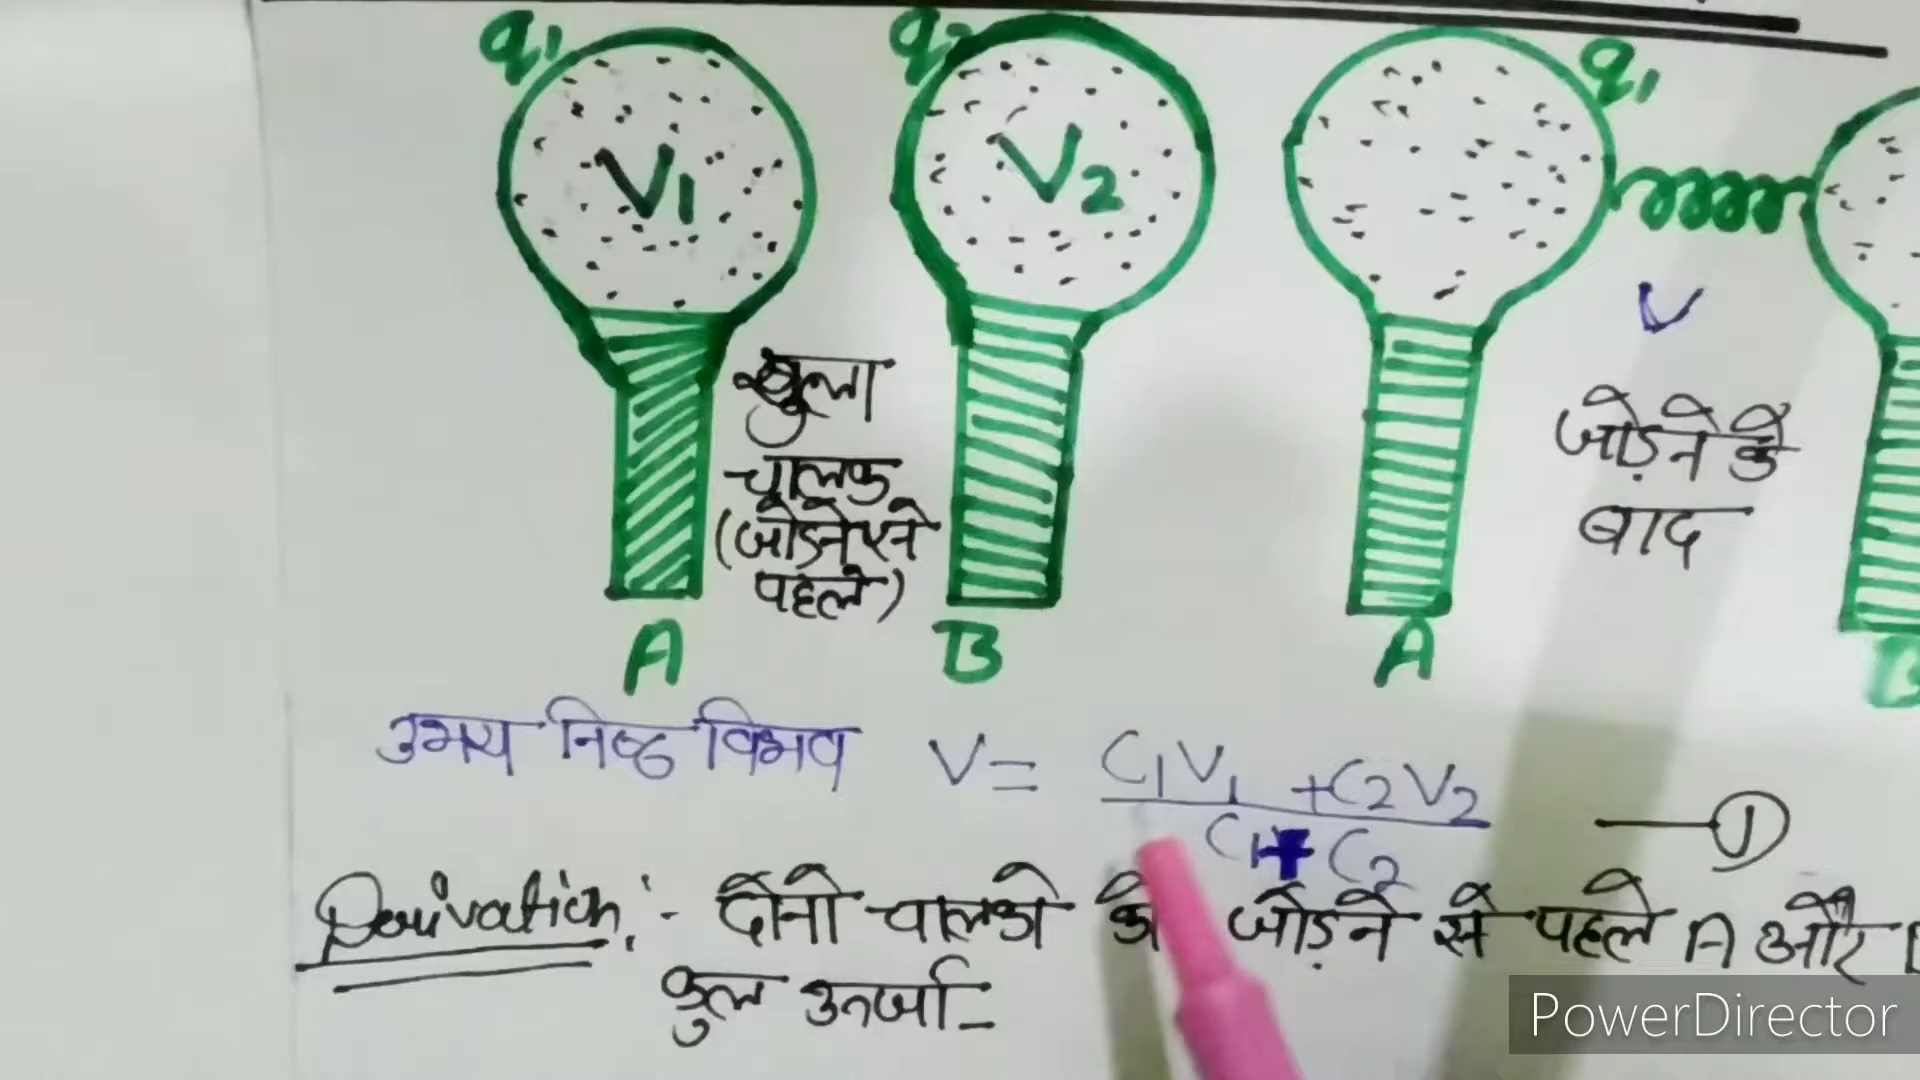 q1 q2 q1
V1 V2
V
खुला
चालक
(जोड़ने से
पहले)
जोड़ने के
बाद
A B A B
उभय निष्ठ विभव V = C1V1 + C2V2 / C1 + C2 — 1
Derivation :- दोनो चालको के जोड़ने से पहले A और B
कुल ऊर्जा -
PowerDirector